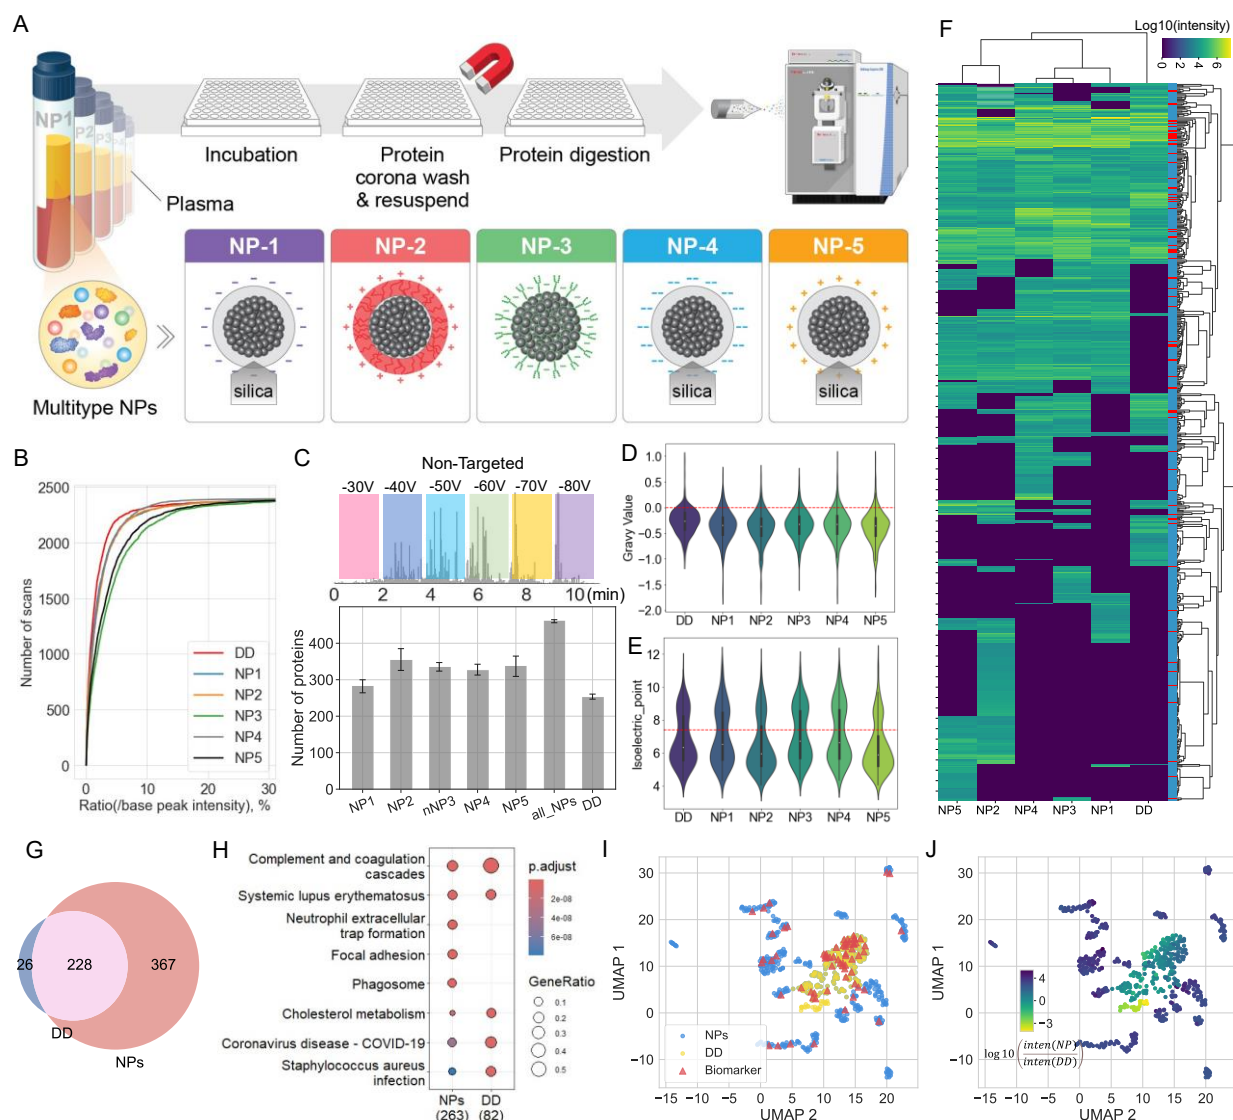 A
NP1
P2
P3
Plasma
Incubation
Protein
corona wash
& resuspend
Protein digestion
Multitype NPs
NP-1
NP-2
NP-3
NP-4
NP-5
silica
silica
silica
B
Number of scans
2500
2000
1500
1000
500
0
0 10 20 30
Ratio(/base peak intensity), %
DD
NP1
NP2
NP3
NP4
NP5
C
Non-Targeted
-30V -40V -50V -60V -70V -80V
0 2 4 6 8 10 (min)
Number of proteins
400
300
200
100
0
NP1 NP2 nNP3 NP4 NP5 all_NPs DD
D
Gravy Value
1.0
0.5
0.0
−0.5
−1.0
−1.5
−2.0
DD NP1 NP2 NP3 NP4 NP5
E
Isoelectric_point
12
10
8
6
4
DD NP1 NP2 NP3 NP4 NP5
F
Log10(intensity)
0 2 4 6
NP5 NP2 NP4 NP3 NP1 DD
G
26 228 367
DD
NPs
H
Complement and coagulation
cascades
Systemic lupus erythematosus
Neutrophil extracellular
trap formation
Focal adhesion
Phagosome
Cholesterol metabolism
Coronavirus disease - COVID-19
Staphylococcus aureus
infection
NPs DD
(263) (82)
p.adjust
2e-08
4e-08
6e-08
GeneRatio
0.1
0.2
0.3
0.4
0.5
I
UMAP 1
30
20
10
0
−10
−15 −10 −5 0 5 10 15 20
UMAP 2
NPs
DD
Biomarker
J
UMAP 1
30
20
10
0
−10
−15 −10 −5 0 5 10 15 20
UMAP 2
4
0
−3
log10(inten(NP)/inten(DD))